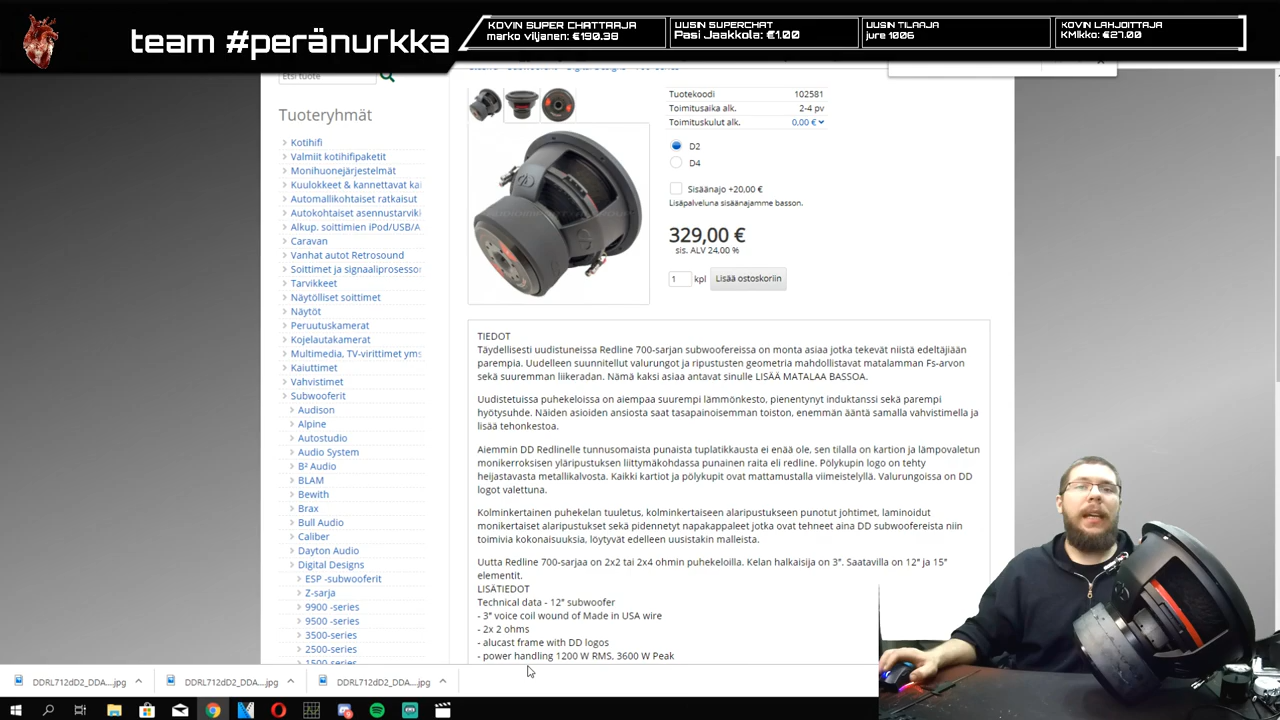 team #peränurkka
KOVIN SUPER CHATTAAJA
marko viljanen: €190.38
UUSIN SUPERCHAT
Pasi Jaakkola: €1.00
UUSIN TILAAJA
jure 1006
KOVIN LAHJOITTAJA
KMikko: €27.00
Etsi tuote
Tuoteryhmät
Kotihifi
Valmiit kotihifipaketit
Monihuonejärjestelmät
Kuulokkeet & kannettavat kai
Automallikohtaiset ratkaisut
Autokohtaiset asennustarvikk
Alkup. soittimien iPod/USB/A
Caravan
Vanhat autot Retrosound
Soittimet ja signaaliprosessor
Tarvikkeet
Näytölliset soittimet
Näytöt
Peruutuskamerat
Kojelautakamerat
Multimedia, TV-virittimet yms
Kaiuttimet
Vahvistimet
Subwooferit
Audison
Alpine
Autostudio
Audio System
B² Audio
BLAM
Bewith
Brax
Bull Audio
Caliber
Dayton Audio
Digital Designs
ESP -subwooferit
Z-sarja
9900 -series
9500 -series
3500-series
2500-series
1500-series
Tuotekoodi 102581
Toimitusaika alk. 2-4 pv
Toimituskulut alk. 0,00 €
D2
D4
Sisäänajo +20,00 €
Lisäpalveluna sisäänajamme basson.
329,00 €
sis. ALV 24.00 %
1 kpl Lisää ostoskoriin
TIEDOT
Täydellisesti uudistuneissa Redline 700-sarjan subwoofereissa on monta asiaa jotka tekevät niistä edeltäjiään
parempia. Uudelleen suunnitellut valurungot ja ripustusten geometria mahdollistavat matalamman Fs-arvon
sekä suuremman liikeradan. Nämä kaksi asiaa antavat sinulle LISÄÄ MATALAA BASSOA.
Uudistetuissa puhekeloissa on aiempaa suurempi lämmönkesto, pienentynyt induktanssi sekä parempi
hyötysuhde. Näiden asioiden ansiosta saat tasapainoisemman toiston, enemmän ääntä samalla vahvistimella ja
lisää tehonkestoa.
Aiemmin DD Redlinelle tunnusomaista punaista tuplatikkausta ei enää ole, sen tilalla on kartion ja lämpovaletun
monikerroksisen yläripustuksen liittymäkohdassa punainen raita eli redline. Pölykupin logo on tehty
heijastavasta metallikalvosta. Kaikki kartiot ja pölykupit ovat mattamustalla viimeistelyllä. Valurungoissa on DD
logot valettuna.
Kolminkertainen puhekelan tuuletus, kolminkertaiseen alaripustukseen punotut johtimet, laminoidut
monikertaiset alaripustukset sekä pidennetyt napakappaleet jotka ovat tehneet aina DD subwoofereista niin
toimivia kokonaisuuksia, löytyvät edelleen uusistakin malleista.
Uutta Redline 700-sarjaa on 2x2 tai 2x4 ohmin puhekeloilla. Kelan halkaisija on 3". Saatavilla on 12" ja 15"
elementit.
LISÄTIEDOT
Technical data - 12" subwoofer
- 3" voice coil wound of Made in USA wire
- 2x 2 ohms
- alucast frame with DD logos
- power handling 1200 W RMS, 3600 W Peak
DDRL712dD2_DDA....jpg
DDRL712dD2_DDA....jpg
DDRL712dD2_DDA....jpg